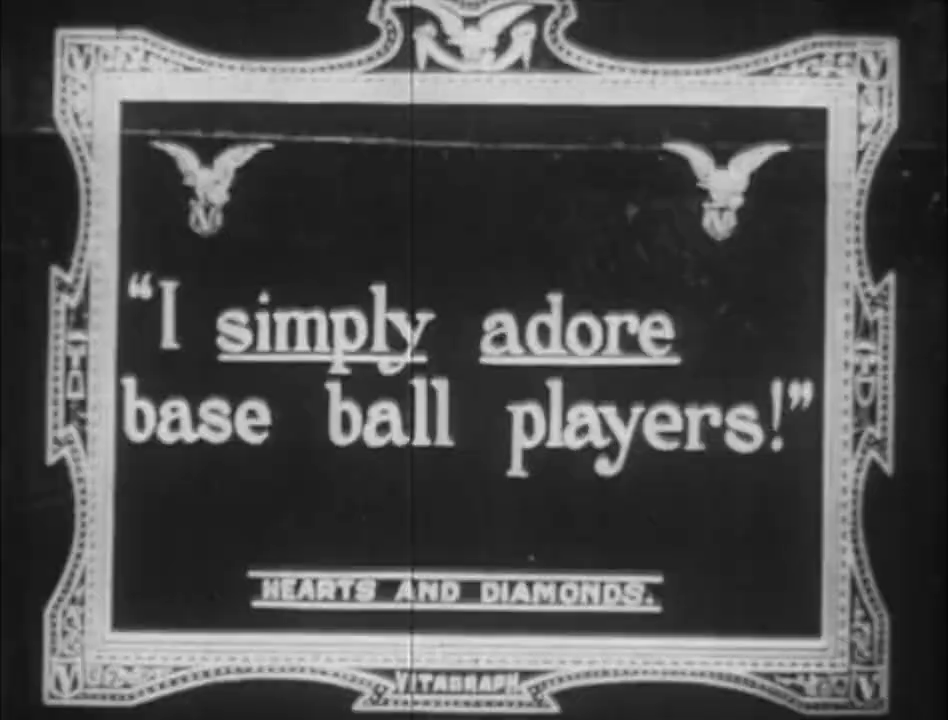 “I simply adore
base ball players!”
HEARTS AND DIAMONDS.
VITAGRAPH